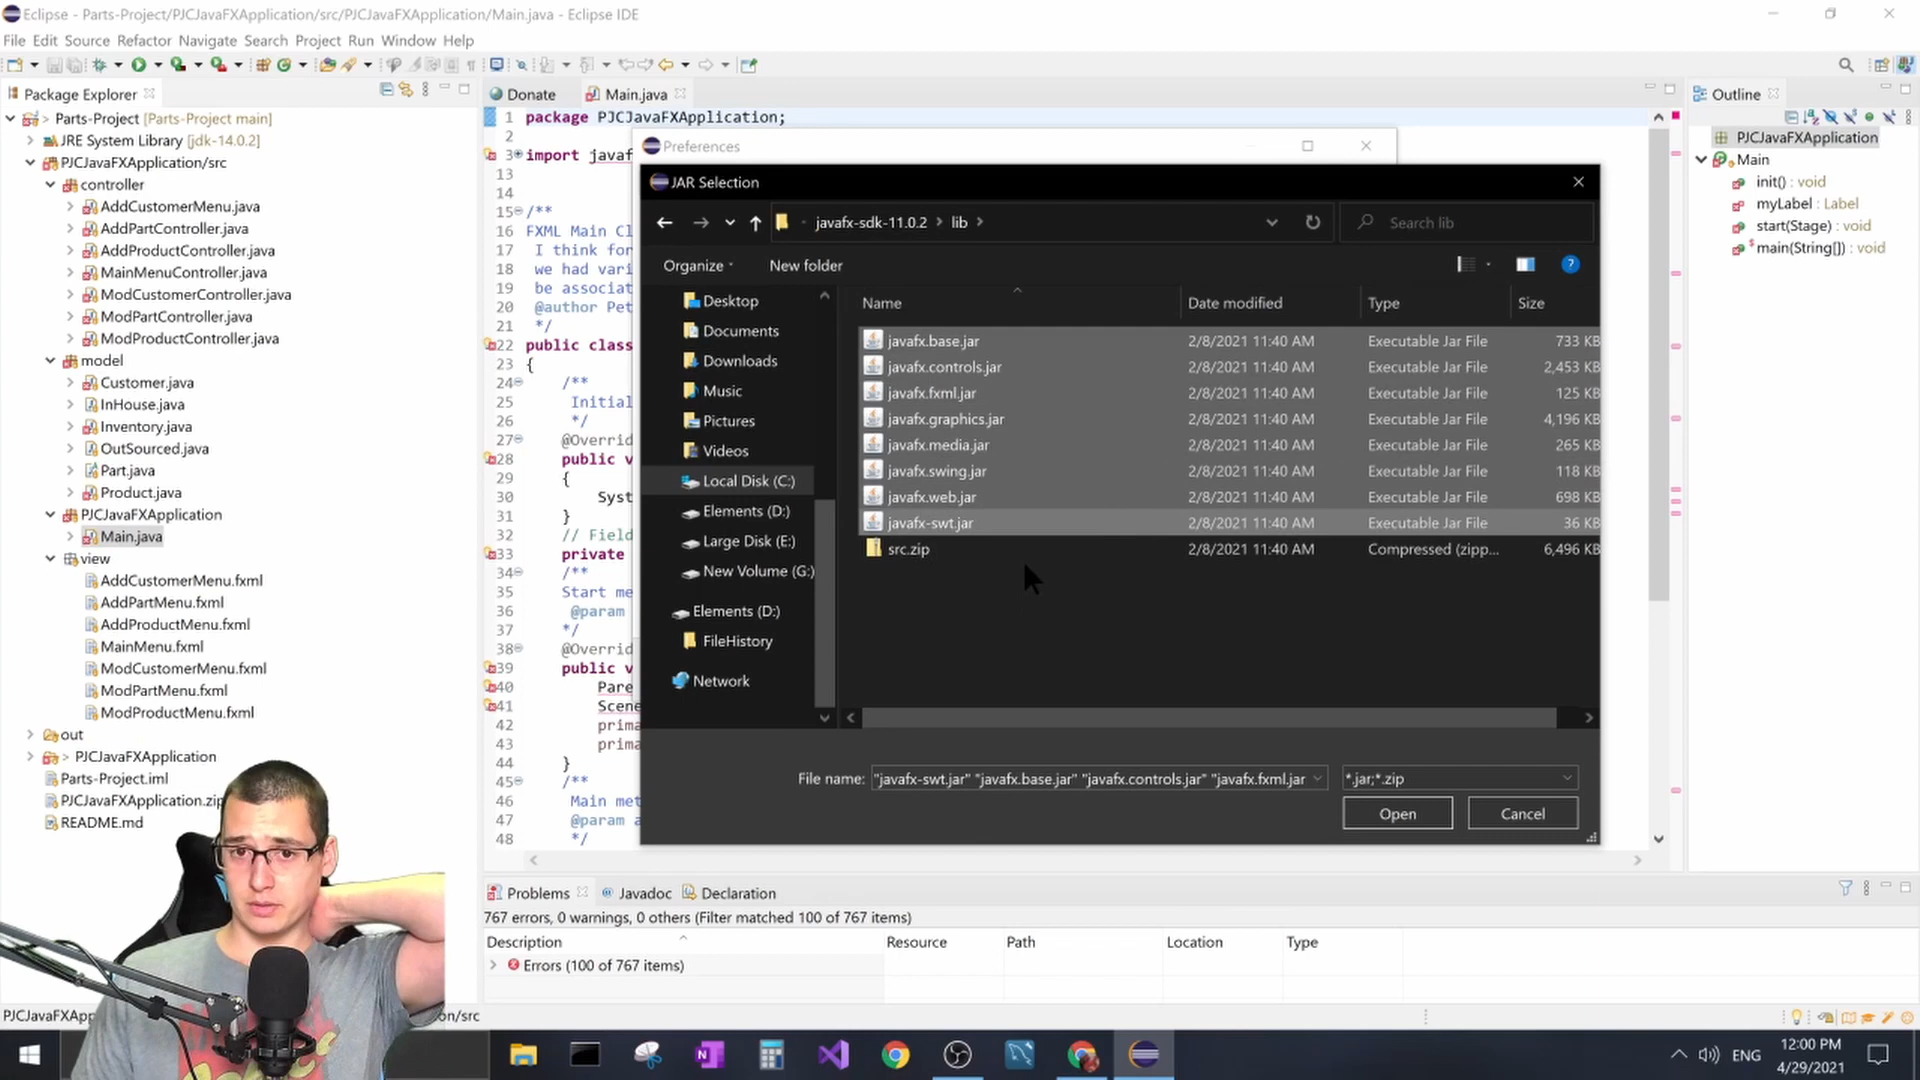 Eclipse - Parts-Project/PJCJavaFXApplication/src/PJCJavaFXApplication/Main.java - Eclipse IDE
File Edit Source Refactor Navigate Search Project Run Window Help
Package Explorer
> Parts-Project [Parts-Project main]
JRE System Library [jdk-14.0.2]
PJCJavaFXApplication/src
controller
AddCustomerMenu.java
AddPartController.java
AddProductController.java
MainMenuController.java
ModCustomerController.java
ModPartController.java
ModProductController.java
model
Customer.java
InHouse.java
Inventory.java
OutSourced.java
Part.java
Product.java
PJCJavaFXApplication
Main.java
view
AddCustomerMenu.fxml
AddPartMenu.fxml
AddProductMenu.fxml
MainMenu.fxml
ModCustomerMenu.fxml
ModPartMenu.fxml
ModProductMenu.fxml
out
> PJCJavaFXApplication
Parts-Project.iml
PJCJavaFXApplication.zip
README.md
Donate Main.java
1 package PJCJavaFXApplication;
2
3 import javaf
13
14
15 /**
16 FXML Main Cl
17 I think for
18 we had vari
19 be associat
20 @author Pet
21 */
22 public class
23 {
24 /**
25 Initial
26 */
27 @Overrid
28 public v
29 {
30 Syst
31 }
32 // Field
33 private
34 /**
35 Start me
36 @param
37 */
38 @Overrid
39 public v
40 Pare
41 Scene
42 prima
43 prima
44 }
45 /**
46 Main met
47 @param a
48 */
Preferences
JAR Selection
javafx-sdk-11.0.2 > lib >
Search lib
Organize New folder
Desktop
Documents
Downloads
Music
Pictures
Videos
Local Disk (C:)
Elements (D:)
Large Disk (E:)
New Volume (G:)
Elements (D:)
FileHistory
Network
Name Date modified Type Size
javafx.base.jar 2/8/2021 11:40 AM Executable Jar File 733 KB
javafx.controls.jar 2/8/2021 11:40 AM Executable Jar File 2,453 KB
javafx.fxml.jar 2/8/2021 11:40 AM Executable Jar File 125 KB
javafx.graphics.jar 2/8/2021 11:40 AM Executable Jar File 4,196 KB
javafx.media.jar 2/8/2021 11:40 AM Executable Jar File 265 KB
javafx.swing.jar 2/8/2021 11:40 AM Executable Jar File 118 KB
javafx.web.jar 2/8/2021 11:40 AM Executable Jar File 698 KB
javafx-swt.jar 2/8/2021 11:40 AM Executable Jar File 36 KB
src.zip 2/8/2021 11:40 AM Compressed (zipp... 6,496 KB
File name: "javafx-swt.jar" "javafx.base.jar" "javafx.controls.jar" "javafx.fxml.jar *.jar;*.zip
Open Cancel
Outline
PJCJavaFXApplication
Main
init() : void
myLabel : Label
start(Stage) : void
main(String[]) : void
Problems Javadoc Declaration
767 errors, 0 warnings, 0 others (Filter matched 100 of 767 items)
Description Resource Path Location Type
Errors (100 of 767 items)
PJCJavaFXApp
on/src
ENG
12:00 PM
4/29/2021